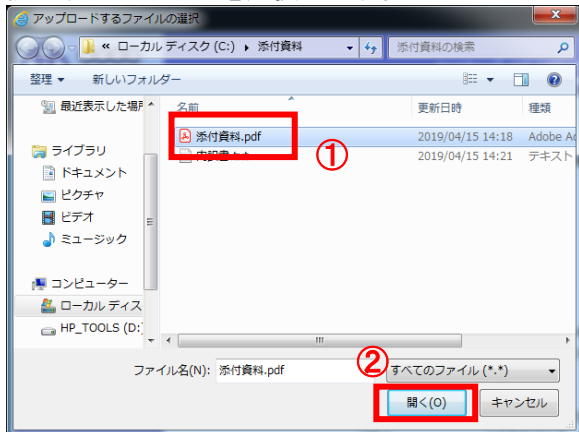 アップロードするファイルの選択
« ローカル ディスク (C:) ▸ 添付資料
添付資料の検索
整理 ▼ 新しいフォルダー
最近表示した場所
名前 更新日時 種類
添付資料.pdf 2019/04/15 14:18 Adobe Ac
2019/04/15 14:21 テキスト
①
ライブラリ
ドキュメント
ピクチャ
ビデオ
ミュージック
コンピューター
ローカル ディス
HP_TOOLS (D:)
②
ファイル名(N): 添付資料.pdf すべてのファイル (*.*)
開く(O) キャンセル